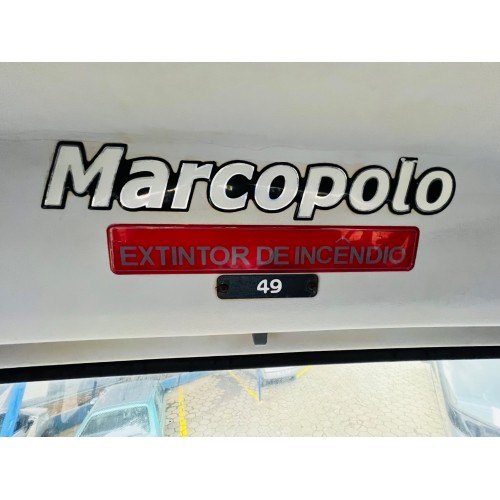 Marcopolo
EXTINTOR DE INCENDIO
49